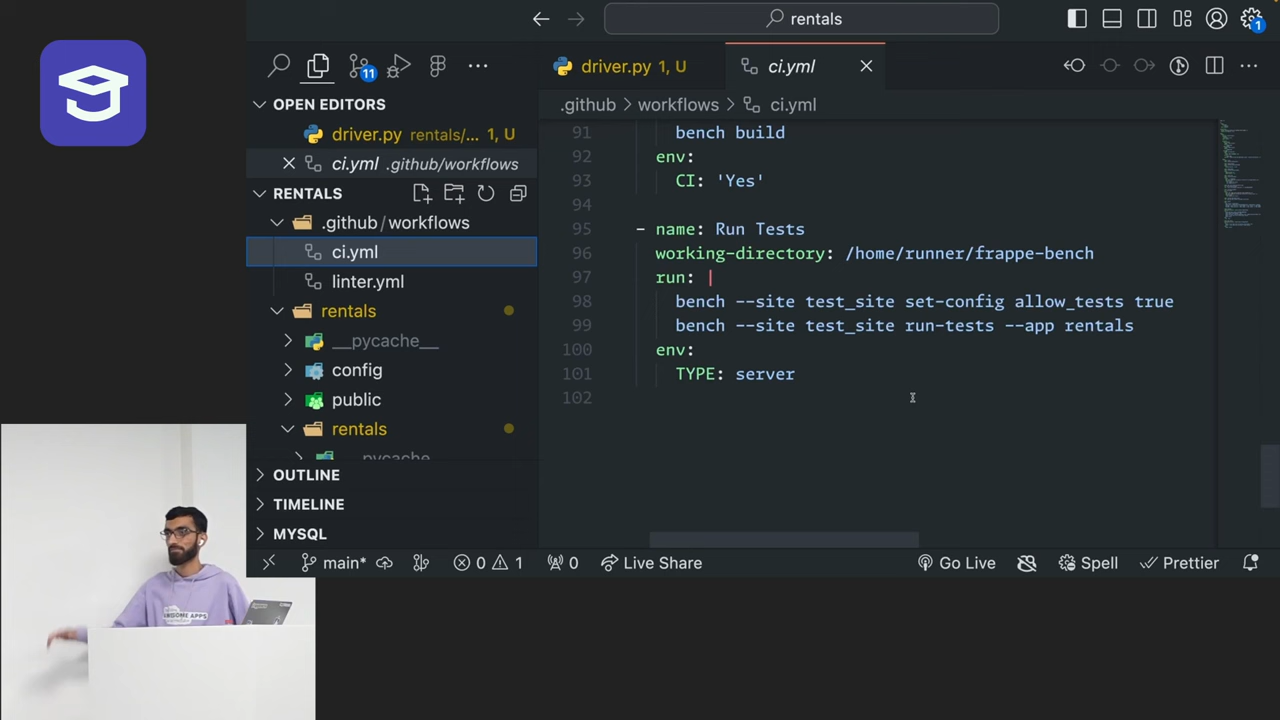 rentals
1
11
OPEN EDITORS
driver.py rentals/... 1, U
ci.yml .github/workflows
RENTALS
.github/workflows
ci.yml
linter.yml
rentals
__pycache__
config
public
rentals
__pycache__
OUTLINE
TIMELINE
MYSQL
driver.py 1, U
ci.yml
.github > workflows > ci.yml
91 bench build
92 env:
93 CI: 'Yes'
94
95 - name: Run Tests
96 working-directory: /home/runner/frappe-bench
97 run: |
98 bench --site test_site set-config allow_tests true
99 bench --site test_site run-tests --app rentals
100 env:
101 TYPE: server
102
main* 0 1 0 Live Share Go Live Spell Prettier
AWESOME APPS